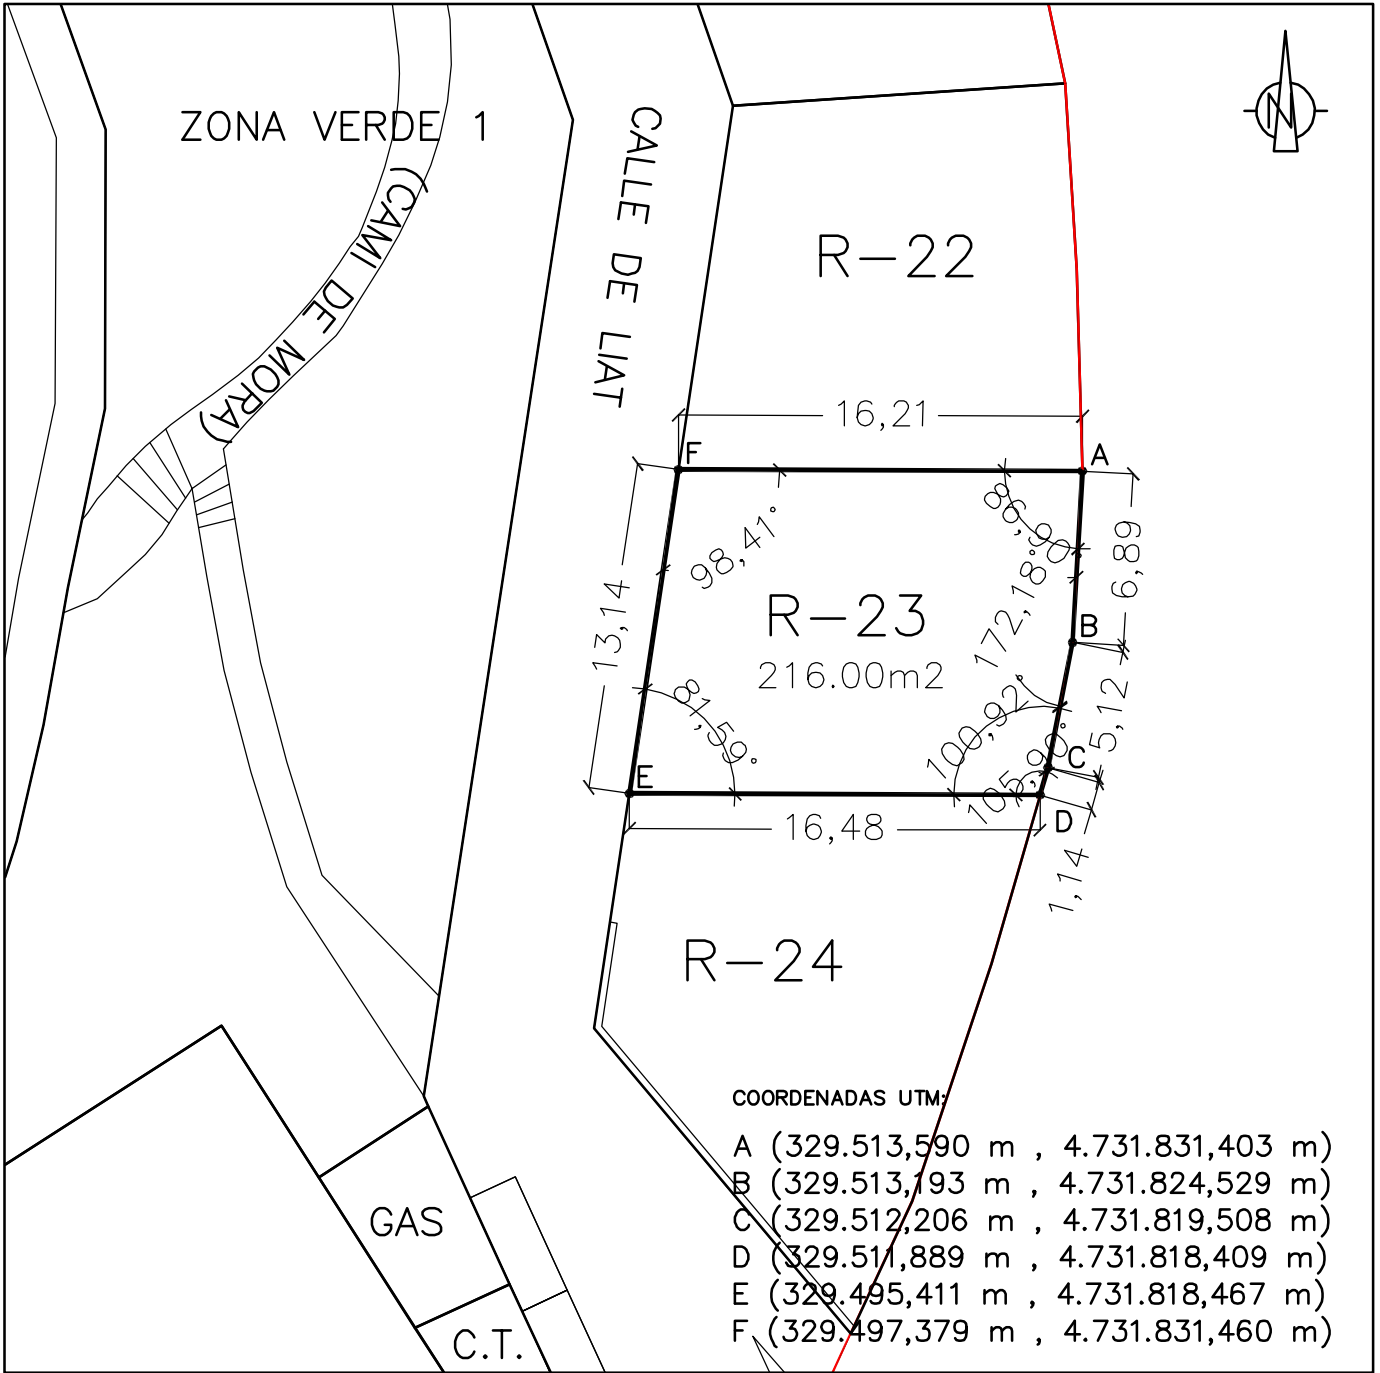 ZONA VERDE 1
(CAMI DE MORA)
CALLE DE LIAT
N
R-22
16,21
F
A
98,41°
86,90°
6,89
13,14
R-23
216.00m2
172,18°
B
81,59°
100,92°
5,12
105,90°
C
E
D
16,48
1,14
R-24
COORDENADAS UTM:
A (329.513,590 m , 4.731.831,403 m)
B (329.513,193 m , 4.731.824,529 m)
C (329.512,206 m , 4.731.819,508 m)
D (329.511,889 m , 4.731.818,409 m)
E (329.495,411 m , 4.731.818,467 m)
F (329.497,379 m , 4.731.831,460 m)
GAS
C.T.